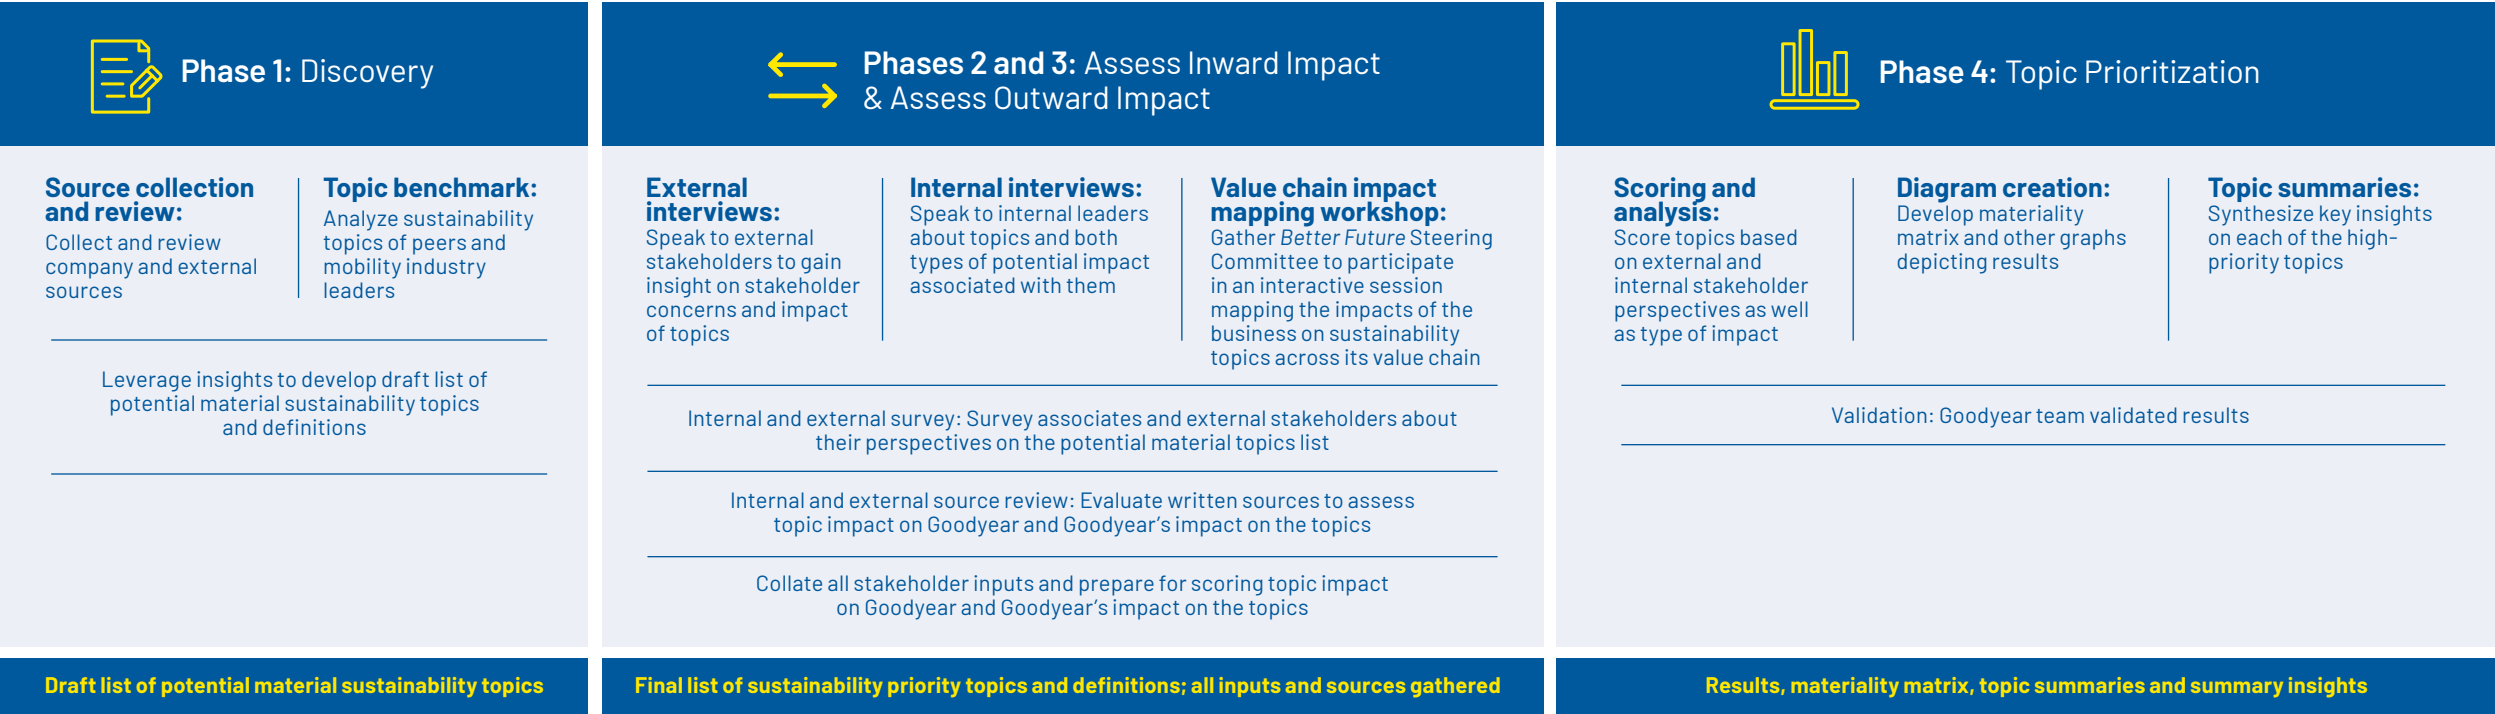 Phase 1: Discovery
Source collection
and review:
Collect and review
company and external
sources
Topic benchmark:
Analyze sustainability
topics of peers and
mobility industry
leaders
Leverage insights to develop draft list of
potential material sustainability topics
and definitions
Draft list of potential material sustainability topics
Phases 2 and 3: Assess Inward Impact
& Assess Outward Impact
External
interviews:
Speak to external
stakeholders to gain
insight on stakeholder
concerns and impact
of topics
Internal interviews:
Speak to internal leaders
about topics and both
types of potential impact
associated with them
Value chain impact
mapping workshop:
Gather Better Future Steering
Committee to participate
in an interactive session
mapping the impacts of the
business on sustainability
topics across its value chain
Internal and external survey: Survey associates and external stakeholders about
their perspectives on the potential material topics list
Internal and external source review: Evaluate written sources to assess
topic impact on Goodyear and Goodyear's impact on the topics
Collate all stakeholder inputs and prepare for scoring topic impact
on Goodyear and Goodyear's impact on the topics
Final list of sustainability priority topics and definitions; all inputs and sources gathered
Phase 4: Topic Prioritization
Scoring and
analysis:
Score topics based
on external and
internal stakeholder
perspectives as well
as type of impact
Diagram creation:
Develop materiality
matrix and other graphs
depicting results
Topic summaries:
Synthesize key insights
on each of the high-
priority topics
Validation: Goodyear team validated results
Results, materiality matrix, topic summaries and summary insights